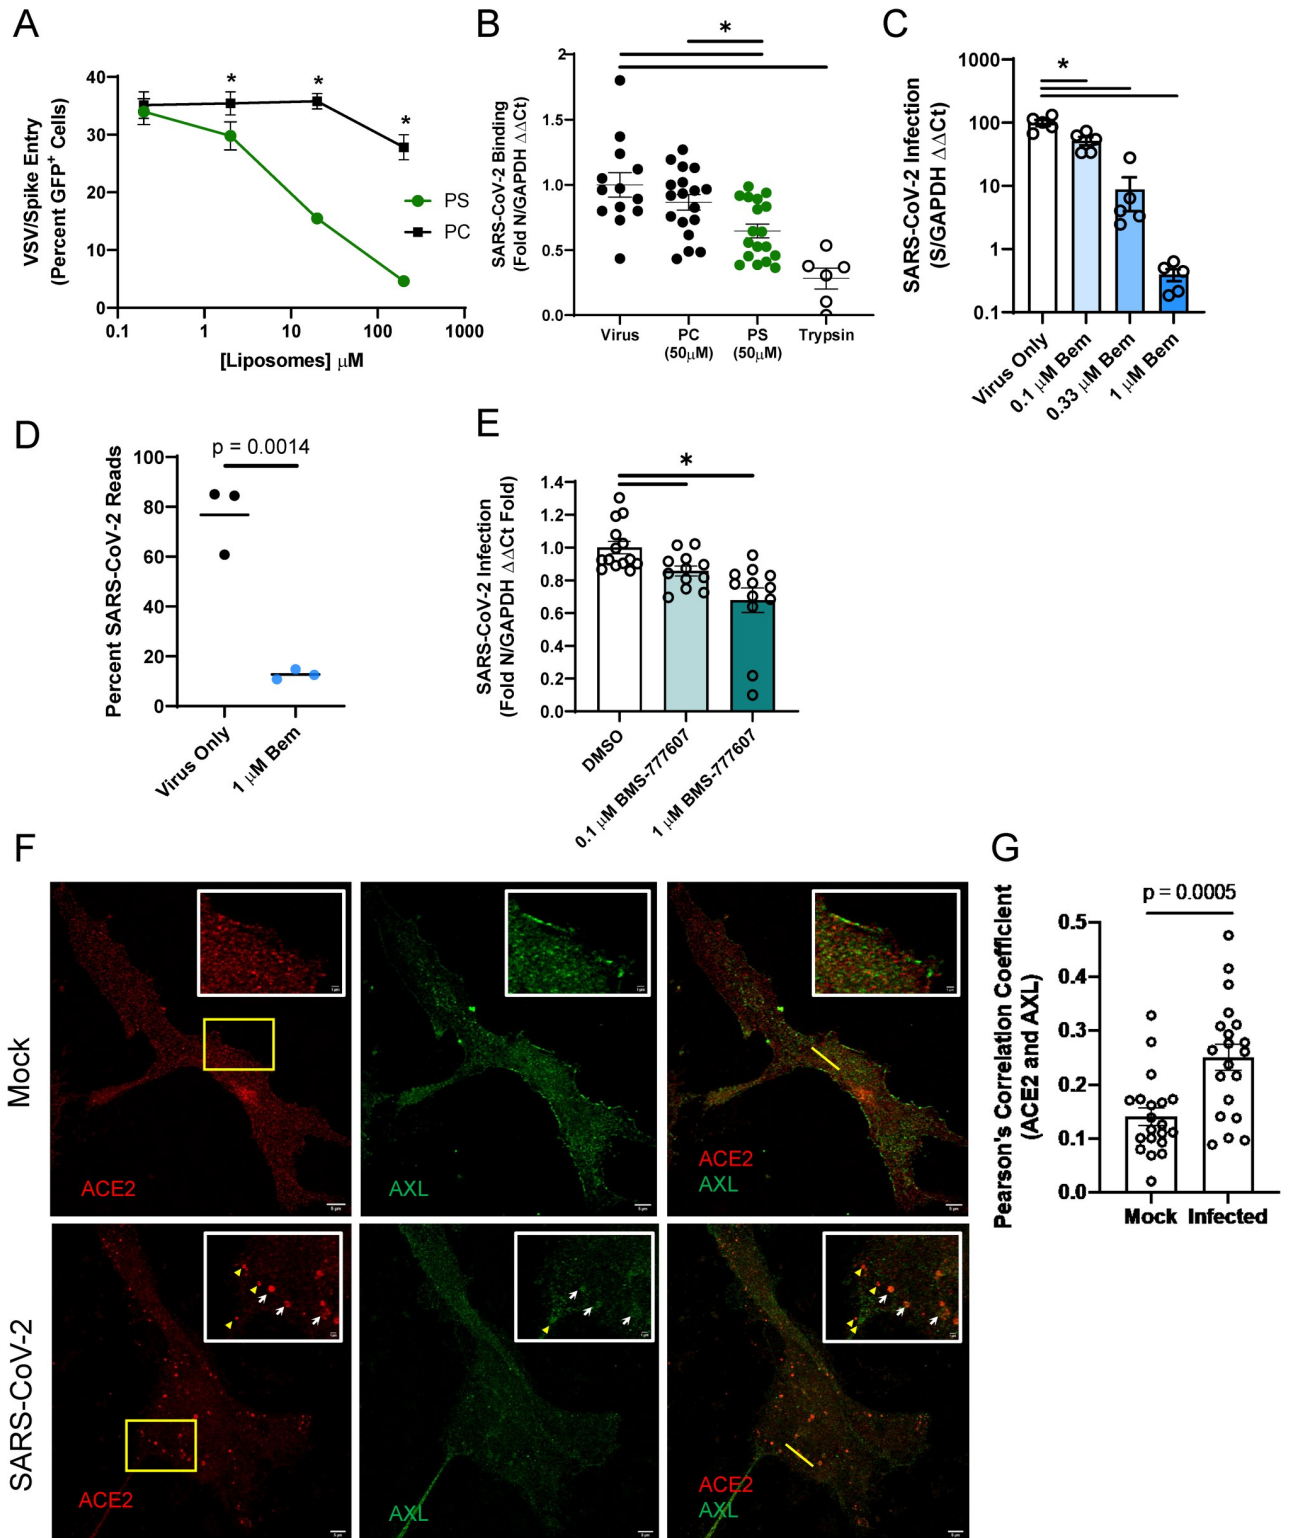 A
VSV/Spike Entry
(Percent GFP⁺ Cells)
40
30
20
10
0
0.1
1
10
100
1000
[Liposomes] μM
*
*
*
PS
PC
B
SARS-CoV-2 Binding
(Fold N/GAPDH ΔΔCt)
2
1.5
1.0
0.5
0.0
*
Virus
PC
(50μM)
PS
(50μM)
Trypsin
C
SARS-CoV-2 Infection
(S/GAPDH ΔΔCt)
1000
100
10
1
0.1
*
Virus Only
0.1 μM Bem
0.33 μM Bem
1 μM Bem
D
Percent SARS-CoV-2 Reads
p = 0.0014
100
80
60
40
20
0
Virus Only
1 μM Bem
E
SARS-CoV-2 Infection
(Fold N/GAPDH ΔΔCt Fold)
1.4
1.2
1.0
0.8
0.6
0.4
0.2
0.0
*
DMSO
0.1 μM BMS-777607
1 μM BMS-777607
F
Mock
ACE2
AXL
ACE2
AXL
SARS-CoV-2
ACE2
AXL
ACE2
AXL
G
Pearson's Correlation Coefficient
(ACE2 and AXL)
p = 0.0005
0.5
0.4
0.3
0.2
0.1
0.0
Mock
Infected